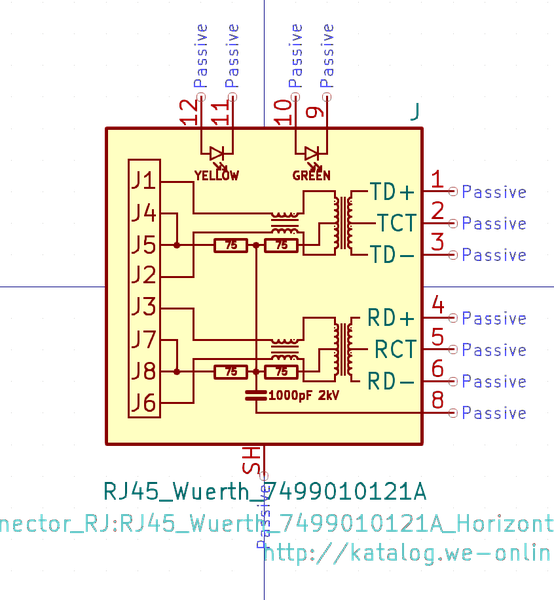 Passive Passive Passive Passive
12 11 10 9
J
YELLOW GREEN
J1 TD+ 1 Passive
J4 TCT 2 Passive
J5 75 75 TD- 3 Passive
J2
J3 RD+ 4 Passive
J7 RCT 5 Passive
J8 75 75 RD- 6 Passive
J6 1000pF 2kV 8 Passive
SH
Passive
RJ45_Wuerth_7499010121A
nector_RJ:RJ45_Wuerth_7499010121A_Horizont
http://katalog.we-onlin